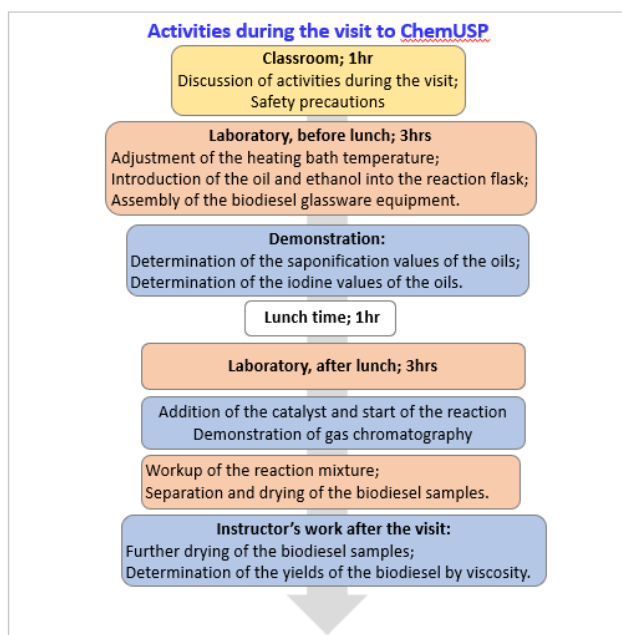 Activities during the visit to ChemUSP
Classroom; 1hr
Discussion of activities during the visit;
Safety precautions
Laboratory, before lunch; 3hrs
Adjustment of the heating bath temperature;
Introduction of the oil and ethanol into the reaction flask;
Assembly of the biodiesel glassware equipment.
Demonstration:
Determination of the saponification values of the oils;
Determination of the iodine values of the oils.
Lunch time; 1hr
Laboratory, after lunch; 3hrs
Addition of the catalyst and start of the reaction
Demonstration of gas chromatography
Workup of the reaction mixture;
Separation and drying of the biodiesel samples.
Instructor's work after the visit:
Further drying of the biodiesel samples;
Determination of the yields of the biodiesel by viscosity.